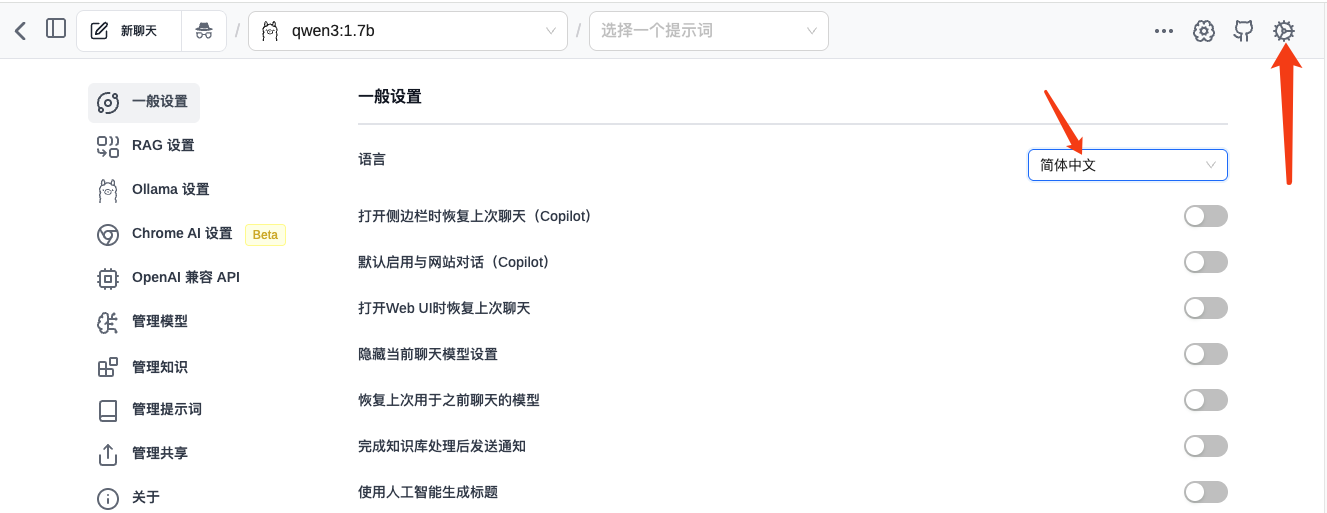 新聊天 / qwen3:1.7b / 选择一个提示词
一般设置
RAG 设置
Ollama 设置
Chrome AI 设置 Beta
OpenAI 兼容 API
管理模型
管理知识
管理提示词
管理共享
关于
一般设置
语言 简体中文
打开侧边栏时恢复上次聊天（Copilot）
默认启用与网站对话（Copilot）
打开Web UI时恢复上次聊天
隐藏当前聊天模型设置
恢复上次用于之前聊天的模型
完成知识库处理后发送通知
使用人工智能生成标题